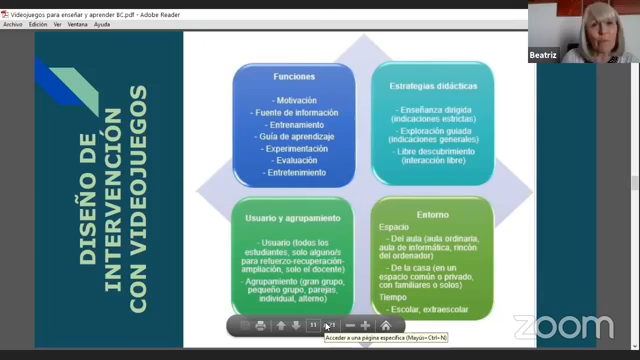 Videojuegos para enseñar y aprender BC.pdf - Adobe Reader
Archivo Edición Ver Ventana Ayuda
DISEÑO DE
INTERVENCIÓN
CON VIDEOJUEGOS
Funciones
- Motivación
- Fuente de información
- Entrenamiento
- Guía de aprendizaje
- Experimentación
- Evaluación
- Entretenimiento
Estrategias didácticas
- Enseñanza dirigida
(indicaciones estrictas)
- Exploración guiada
(indicaciones generales)
- Libre descubrimiento
(interacción libre)
Usuario y agrupamiento
- Usuario (todos los
estudiantes, solo alguno/s
para refuerzo-recuperación-
ampliación, solo el docente)
- Agrupamiento (gran grupo,
pequeño grupo, parejas,
individual, alterno)
Entorno
Espacio
- Del aula (aula ordinaria,
aula de informática, rincón
del ordenador)
- De la casa (en un
espacio común o privado,
con familiares o solos)
Tiempo
- Escolar, extraescolar
11
Acceder a una página específica (Mayús+Ctrl+N)
Beatriz
zoom